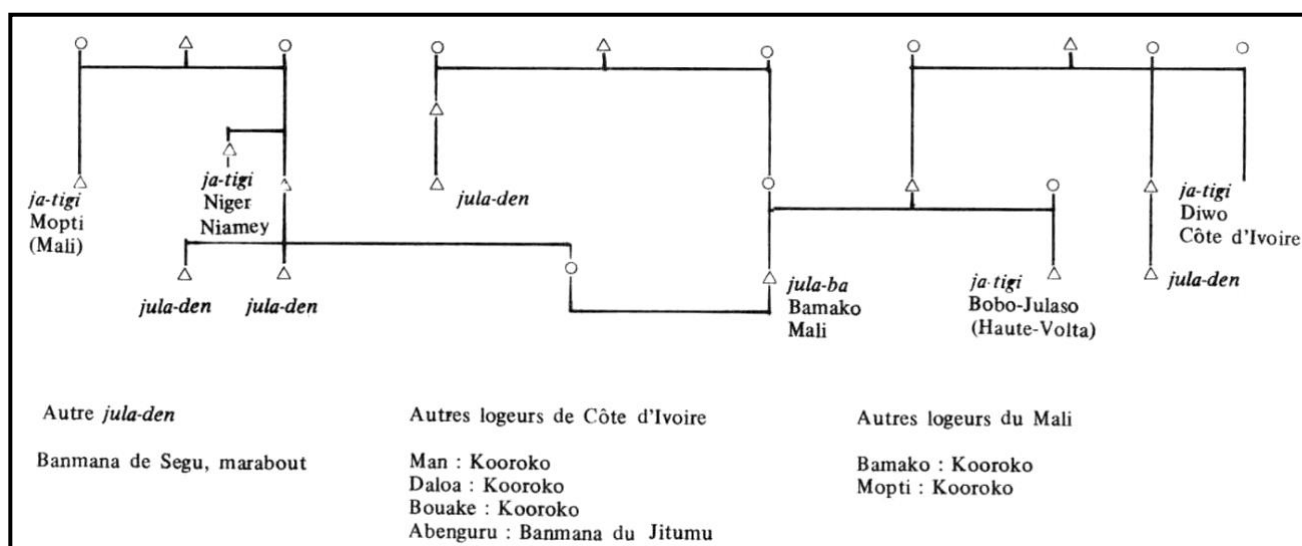 ja-tigi
Mopti
(Mali)
ja-tigi
Niger
Niamey
jula-den
jula-den
jula-den
jula-ba
Bamako
Mali
ja-tigi
Bobo-Julaso
(Haute-Volta)
ja-tigi
Diwo
Côte d'Ivoire
jula-den
Autre jula-den
Banmana de Segu, marabout
Autres logeurs de Côte d'Ivoire
Man : Kooroko
Daloa : Kooroko
Bouake : Kooroko
Abenguru : Banmana du Jitumu
Autres logeurs du Mali
Bamako : Kooroko
Mopti : Kooroko